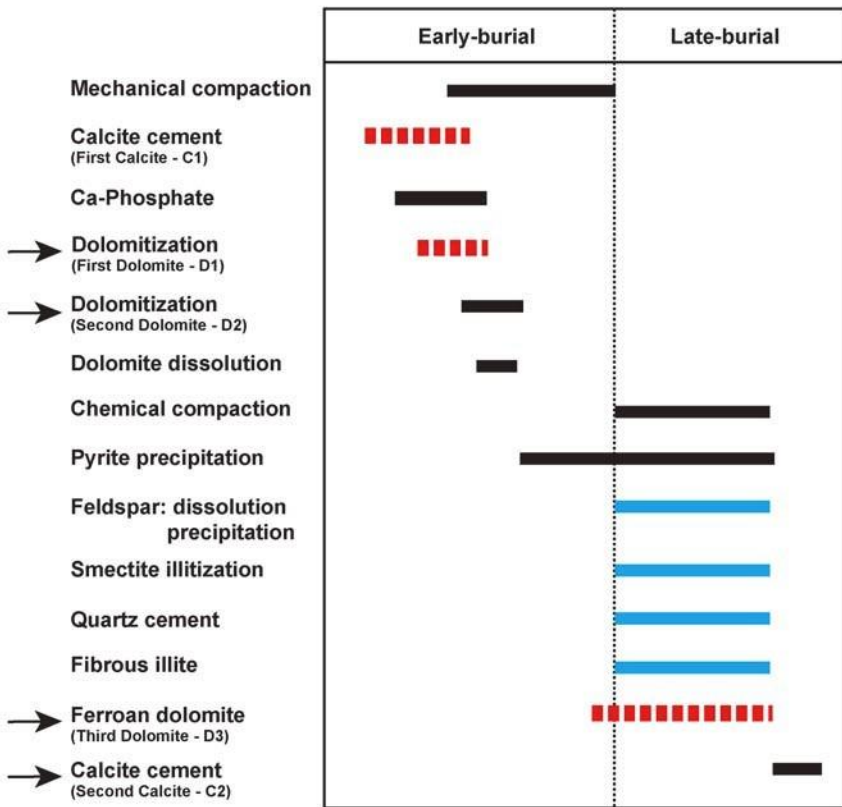 Early-burial
Late-burial
Mechanical compaction
Calcite cement
(First Calcite - C1)
Ca-Phosphate
Dolomitization
(First Dolomite - D1)
Dolomitization
(Second Dolomite - D2)
Dolomite dissolution
Chemical compaction
Pyrite precipitation
Feldspar: dissolution
precipitation
Smectite illitization
Quartz cement
Fibrous illite
Ferroan dolomite
(Third Dolomite - D3)
Calcite cement
(Second Calcite - C2)